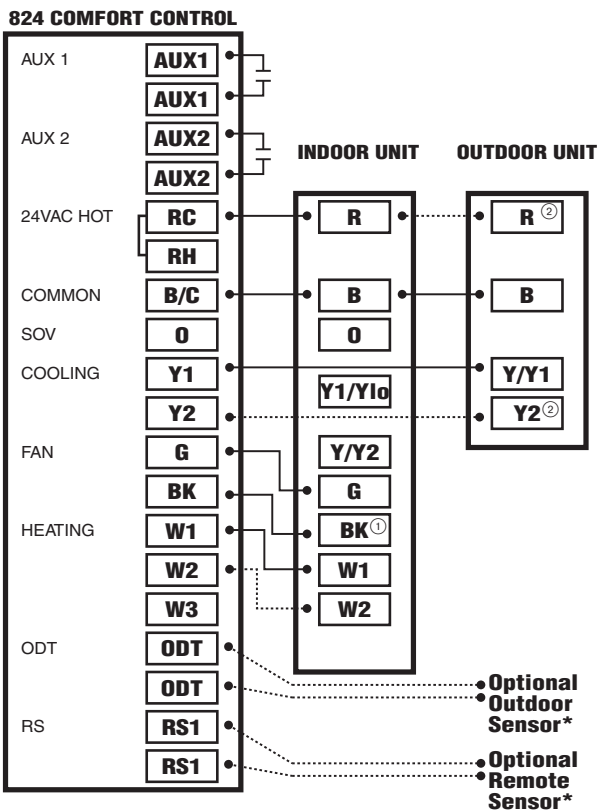 824 COMFORT CONTROL
AUX 1
AUX1
AUX1
AUX 2
AUX2
AUX2
24VAC HOT
RC
RH
COMMON
B/C
SOV
O
COOLING
Y1
Y2
FAN
G
BK
HEATING
W1
W2
W3
ODT
ODT
ODT
RS
RS1
RS1
INDOOR UNIT
R
B
O
Y1/Ylo
Y/Y2
G
BK①
W1
W2
OUTDOOR UNIT
R②
B
Y/Y1
Y2②
Optional
Outdoor
Sensor*
Optional
Remote
Sensor*